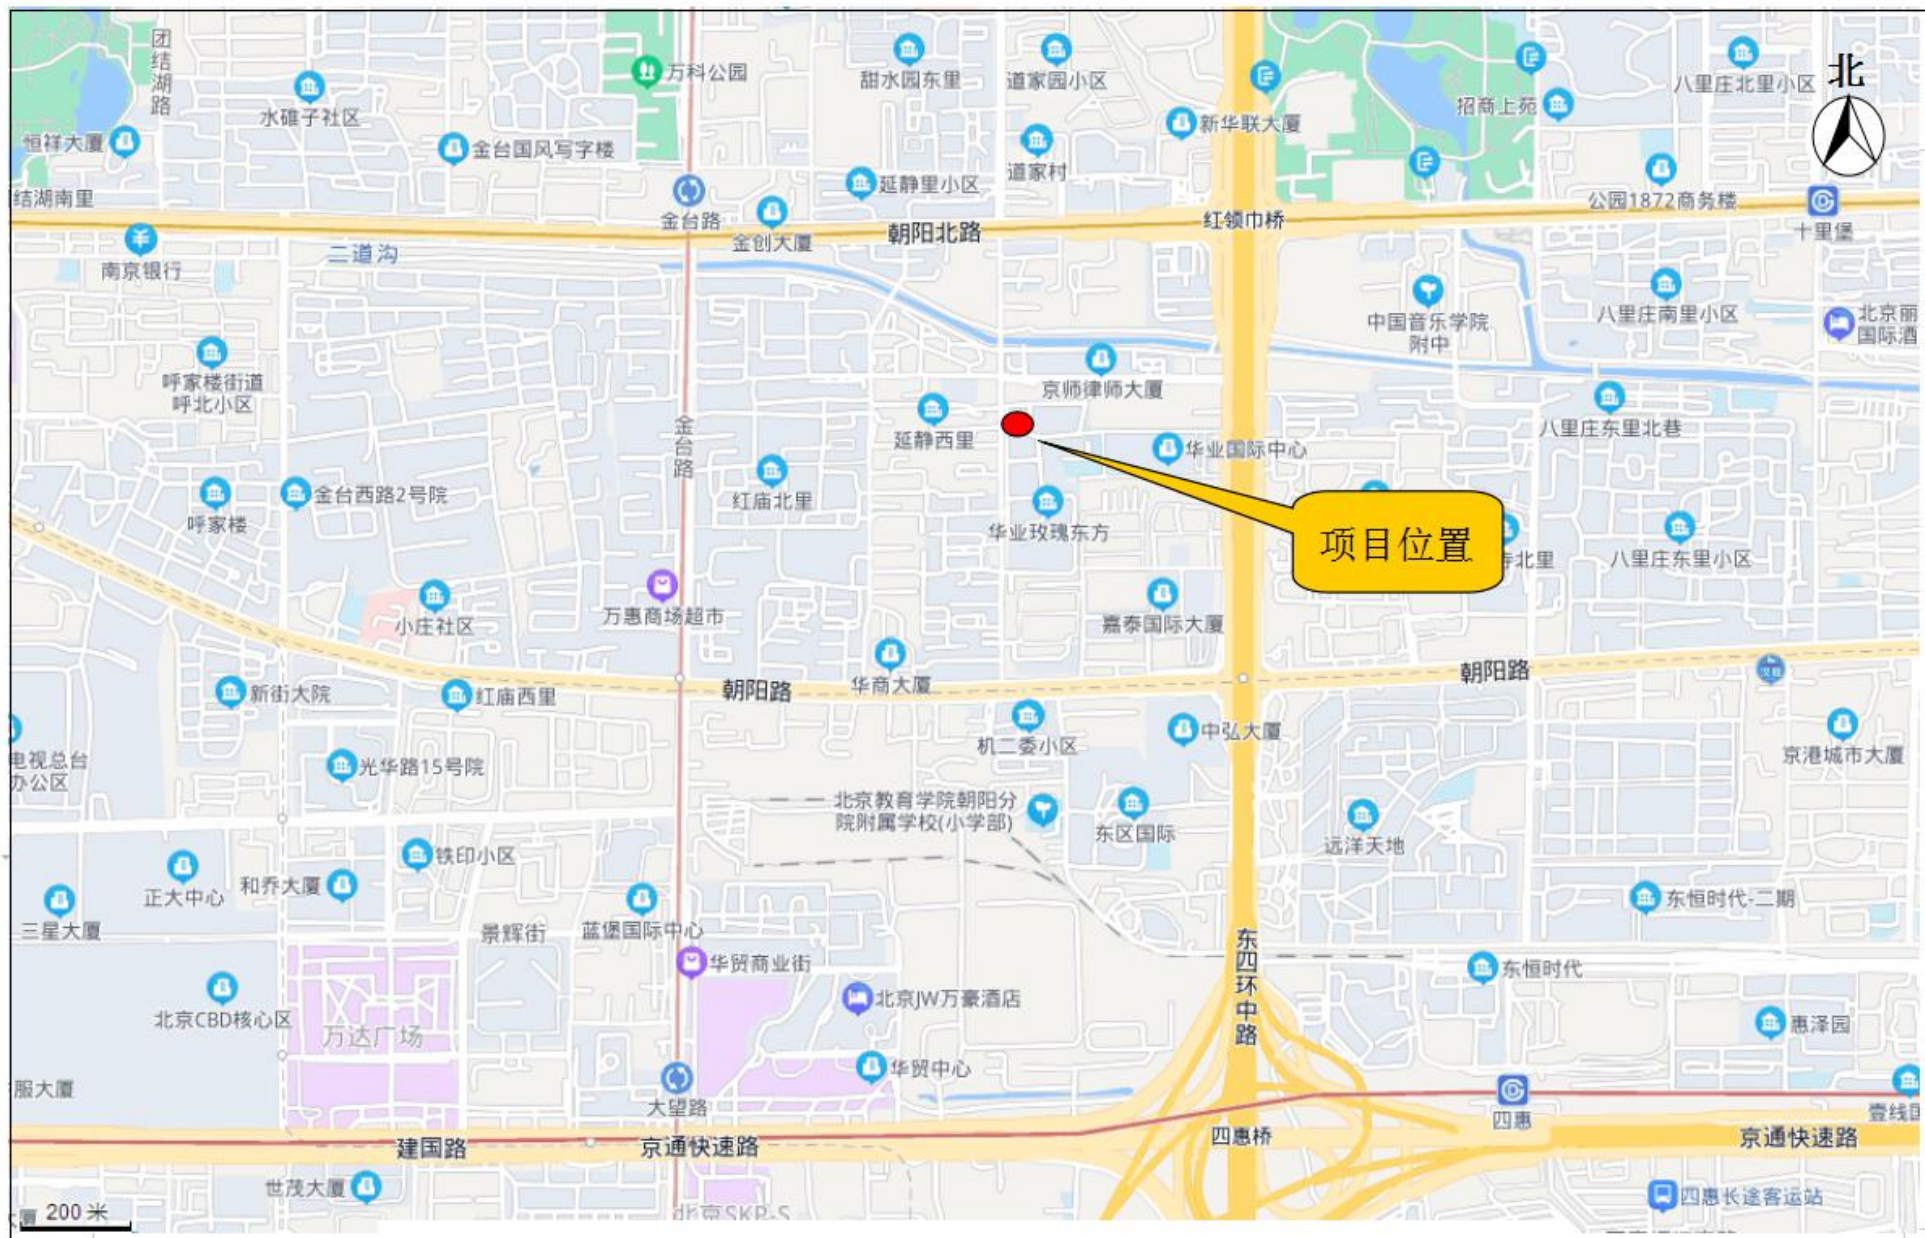 团结湖路
万科公园
甜水园东里
道家园小区
八里庄北里小区
北
水碓子社区
招商上苑
恒祥大厦
金台国风写字楼
新华联大厦
道家村
延静里小区
结湖南里
公园1872商务楼
金台路
金创大厦
朝阳北路
红领巾桥
十里堡
二道沟
南京银行
中国音乐学院
附中
八里庄南里小区
北京丽
国际酒
呼家楼街道
呼北小区
京师律师大厦
金台路
延静西里
华业国际中心
八里庄东里北巷
金台西路2号院
红庙北里
呼家楼
华业玫瑰东方
项目位置
寺北里
八里庄东里小区
小庄社区
万惠商场超市
嘉泰国际大厦
朝阳路
新街大院
红庙西里
朝阳路
华商大厦
中弘大厦
机二委小区
电视总台
办公区
光华路15号院
京港城市大厦
北京教育学院朝阳分
院附属学校(小学部)
东区国际
远洋天地
铁印小区
正大中心
和乔大厦
东恒时代-二期
三星大厦
景辉街
蓝堡国际中心
东四环中路
华贸商业街
东恒时代
北京JW万豪酒店
北京CBD核心区
万达广场
惠泽园
华贸中心
服大厦
大望路
四惠
壹线国
建国路
京通快速路
四惠桥
京通快速路
世茂大厦
四惠长途客运站
200 米
北京SKP-S